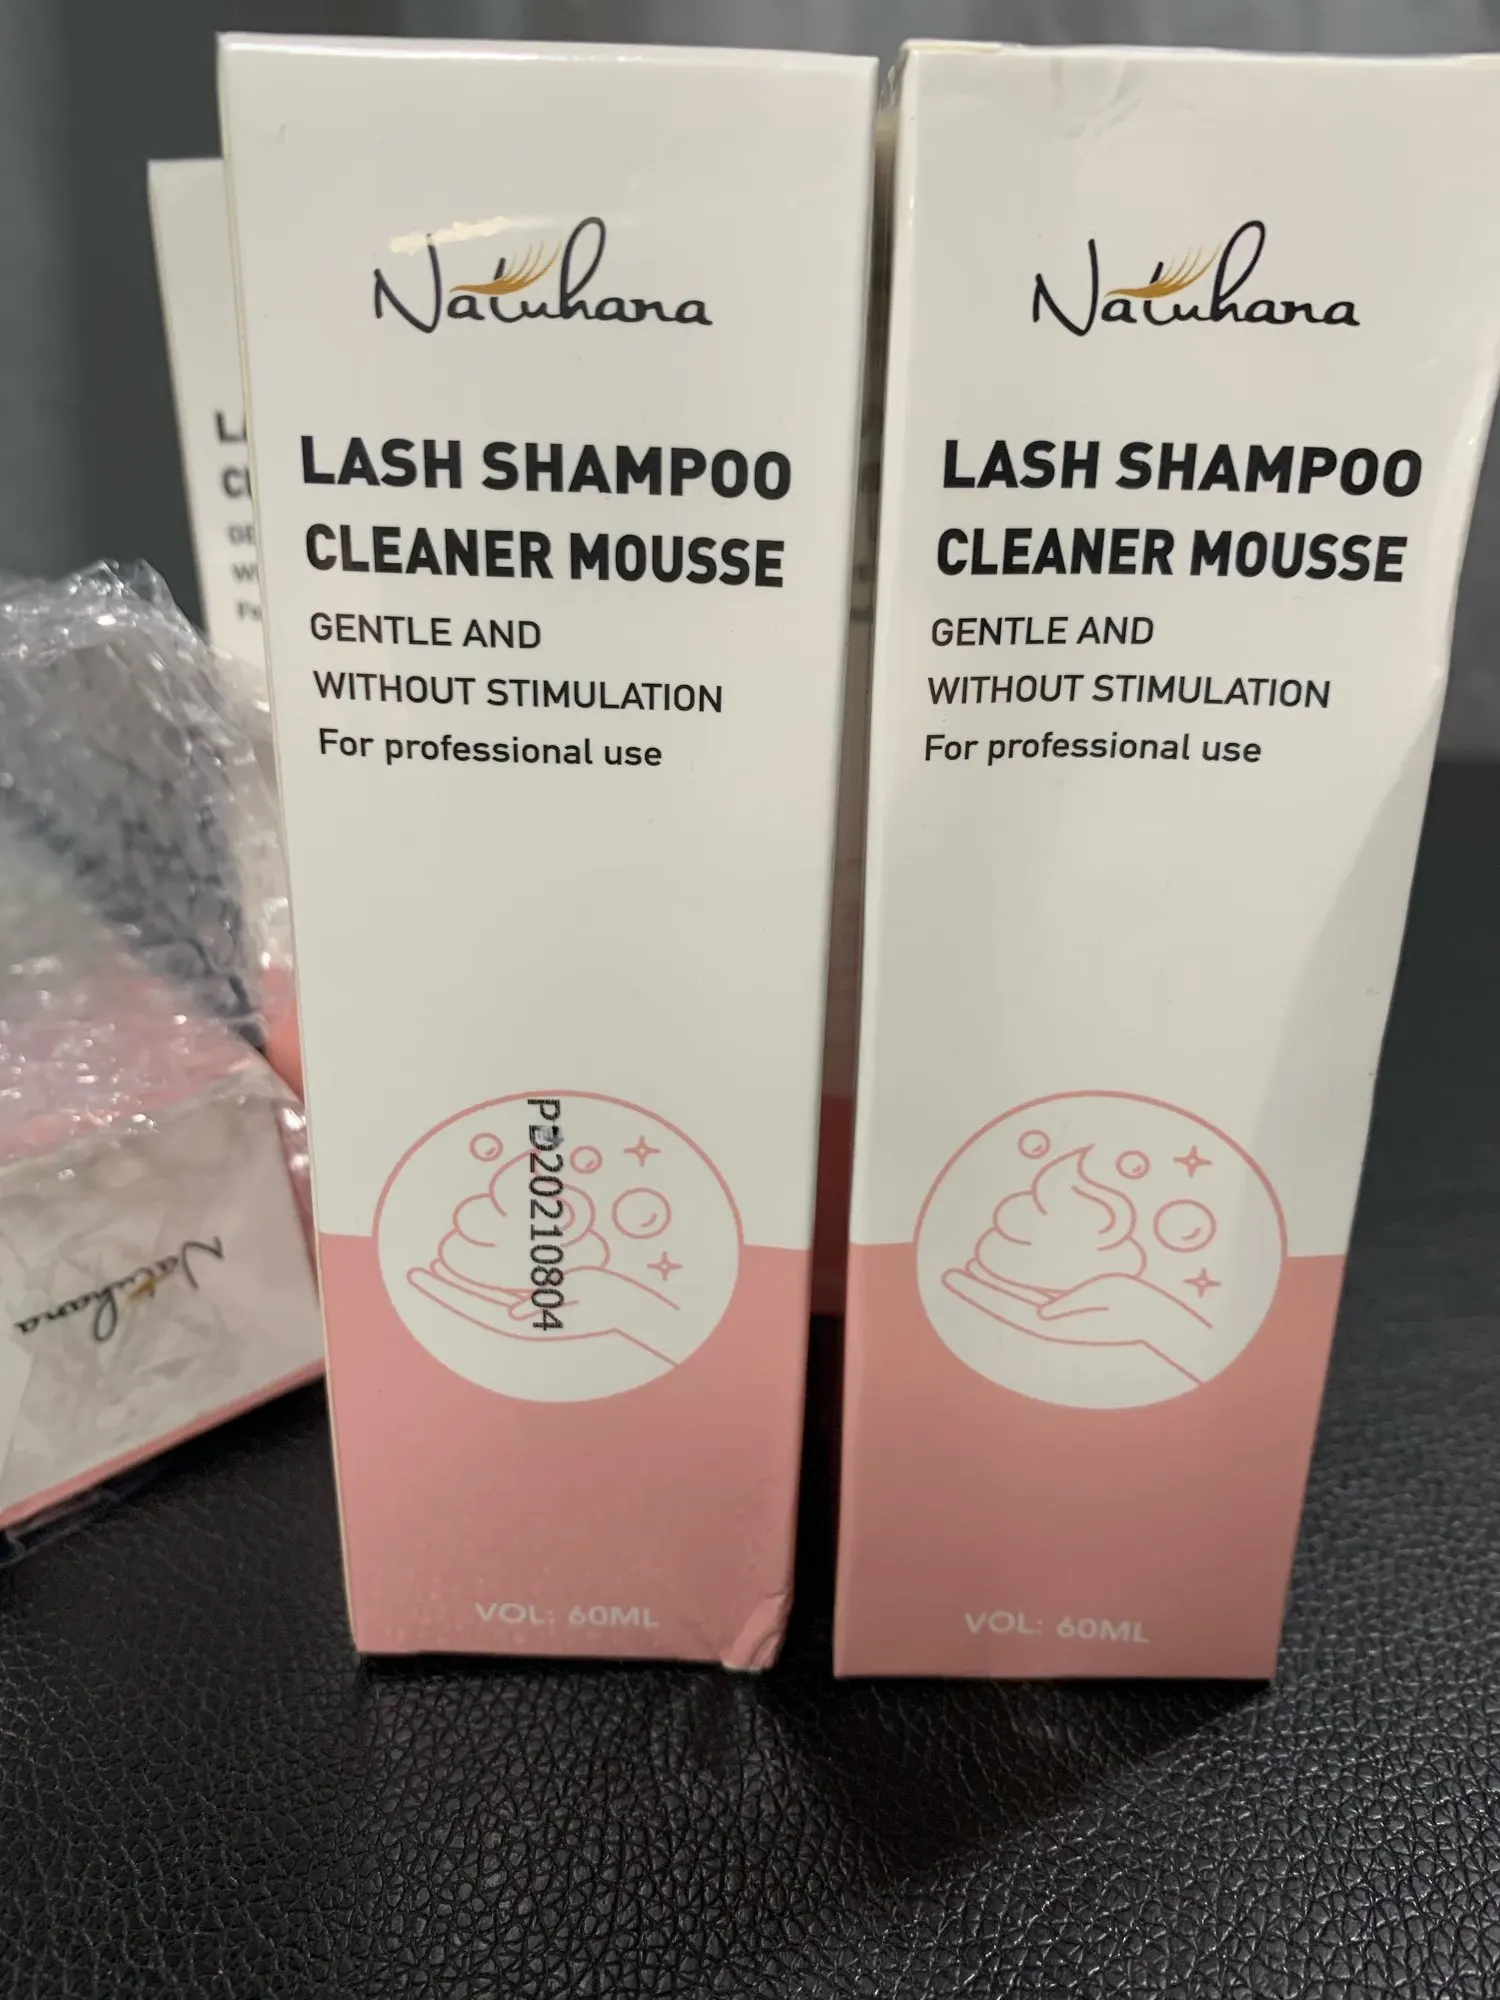 Natuhana
LASH SHAMPOO
CLEANER MOUSSE
GENTLE AND
WITHOUT STIMULATION
For professional use
PD20210804
VOL: 60ML
Natuhana
LASH SHAMPOO
CLEANER MOUSSE
GENTLE AND
WITHOUT STIMULATION
For professional use
VOL: 60ML
Natuhana